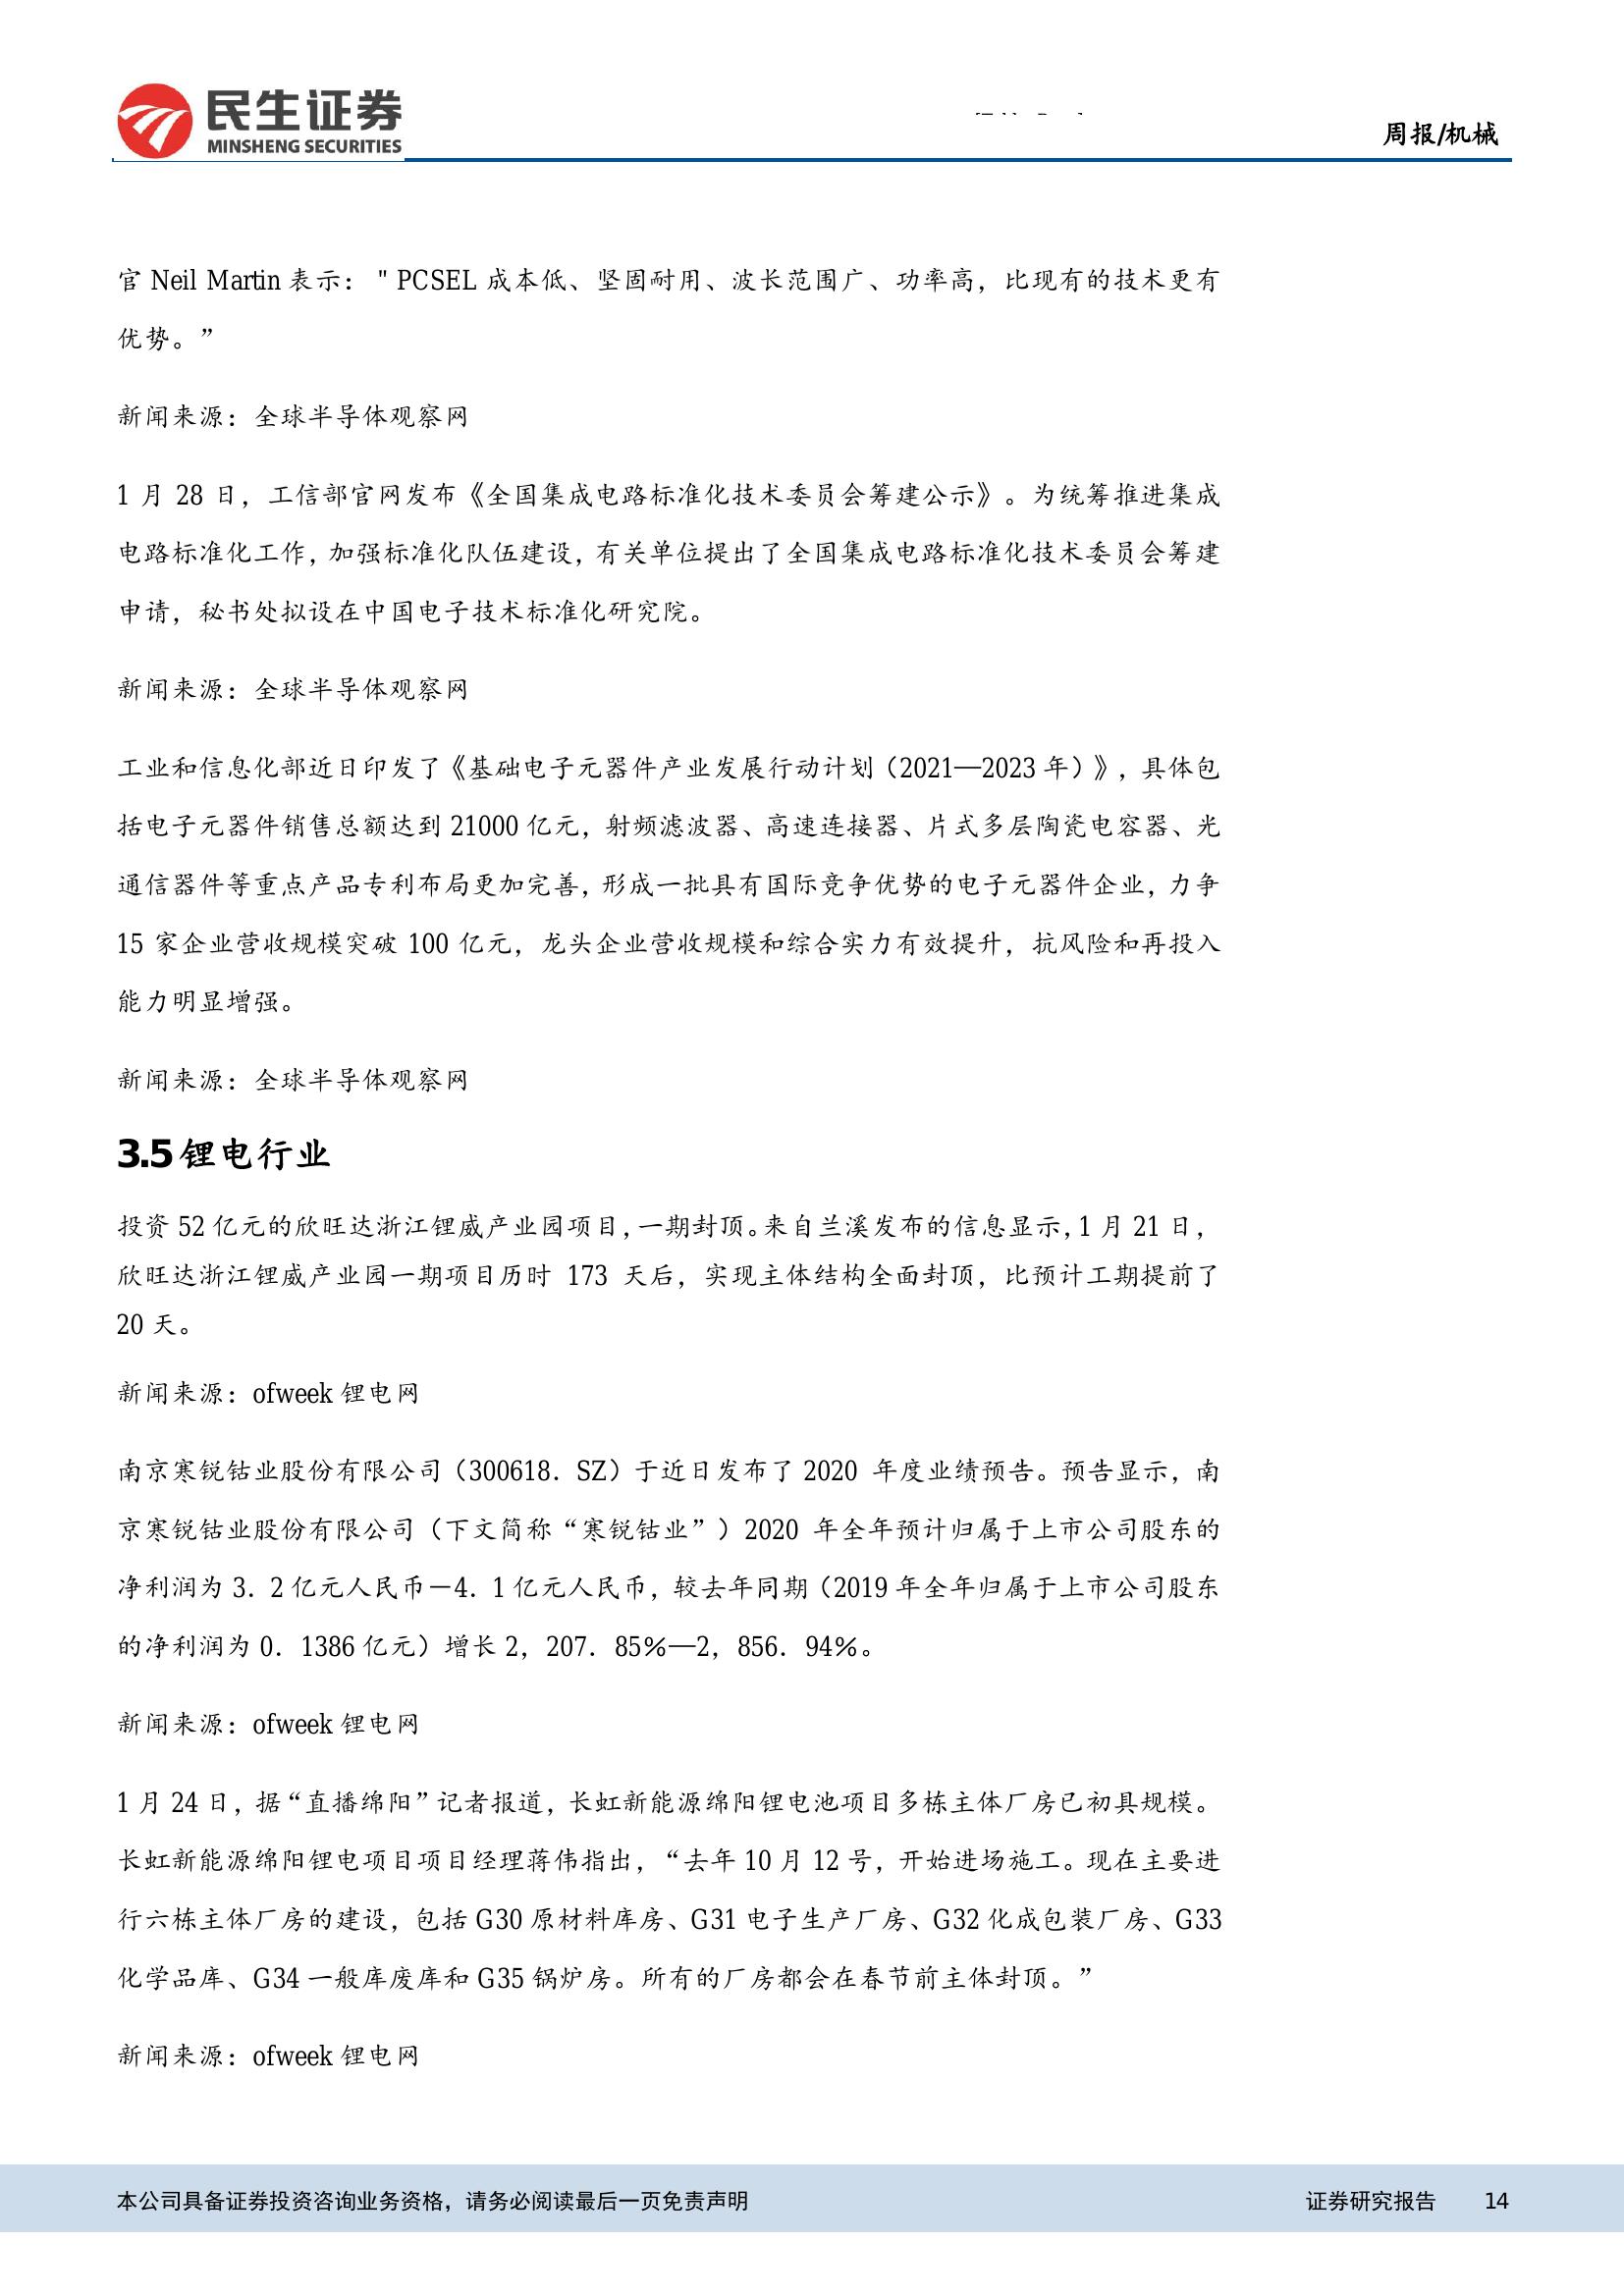 民生证券
MINSHENG SECURITIES
周报/机械
官 Neil Martin 表示："PCSEL 成本低、坚固耐用、波长范围广、功率高，比现有的技术更有
优势。”
新闻来源：全球半导体观察网
1 月 28 日，工信部官网发布《全国集成电路标准化技术委员会筹建公示》。为统筹推进集成
电路标准化工作，加强标准化队伍建设，有关单位提出了全国集成电路标准化技术委员会筹建
申请，秘书处拟设在中国电子技术标准化研究院。
新闻来源：全球半导体观察网
工业和信息化部近日印发了《基础电子元器件产业发展行动计划（2021—2023 年）》，具体包
括电子元器件销售总额达到 21000 亿元，射频滤波器、高速连接器、片式多层陶瓷电容器、光
通信器件等重点产品专利布局更加完善，形成一批具有国际竞争优势的电子元器件企业，力争
15 家企业营收规模突破 100 亿元，龙头企业营收规模和综合实力有效提升，抗风险和再投入
能力明显增强。
新闻来源：全球半导体观察网
3.5 锂电行业
投资 52 亿元的欣旺达浙江锂威产业园项目，一期封顶。来自兰溪发布的信息显示，1 月 21 日，
欣旺达浙江锂威产业园一期项目历时 173 天后，实现主体结构全面封顶，比预计工期提前了
20 天。
新闻来源：ofweek 锂电网
南京寒锐钴业股份有限公司（300618．SZ）于近日发布了 2020 年度业绩预告。预告显示，南
京寒锐钴业股份有限公司（下文简称“寒锐钴业”）2020 年全年预计归属于上市公司股东的
净利润为 3．2 亿元人民币－4．1 亿元人民币，较去年同期（2019 年全年归属于上市公司股东
的净利润为 0．1386 亿元）增长 2，207．85%—2，856．94%。
新闻来源：ofweek 锂电网
1 月 24 日，据“直播绵阳”记者报道，长虹新能源绵阳锂电池项目多栋主体厂房已初具规模。
长虹新能源绵阳锂电项目项目经理蒋伟指出，“去年 10 月 12 号，开始进场施工。现在主要进
行六栋主体厂房的建设，包括 G30 原材料库房、G31 电子生产厂房、G32 化成包装厂房、G33
化学品库、G34 一般库废库和 G35 锅炉房。所有的厂房都会在春节前主体封顶。”
新闻来源：ofweek 锂电网
本公司具备证券投资咨询业务资格，请务必阅读最后一页免责声明
证券研究报告 14